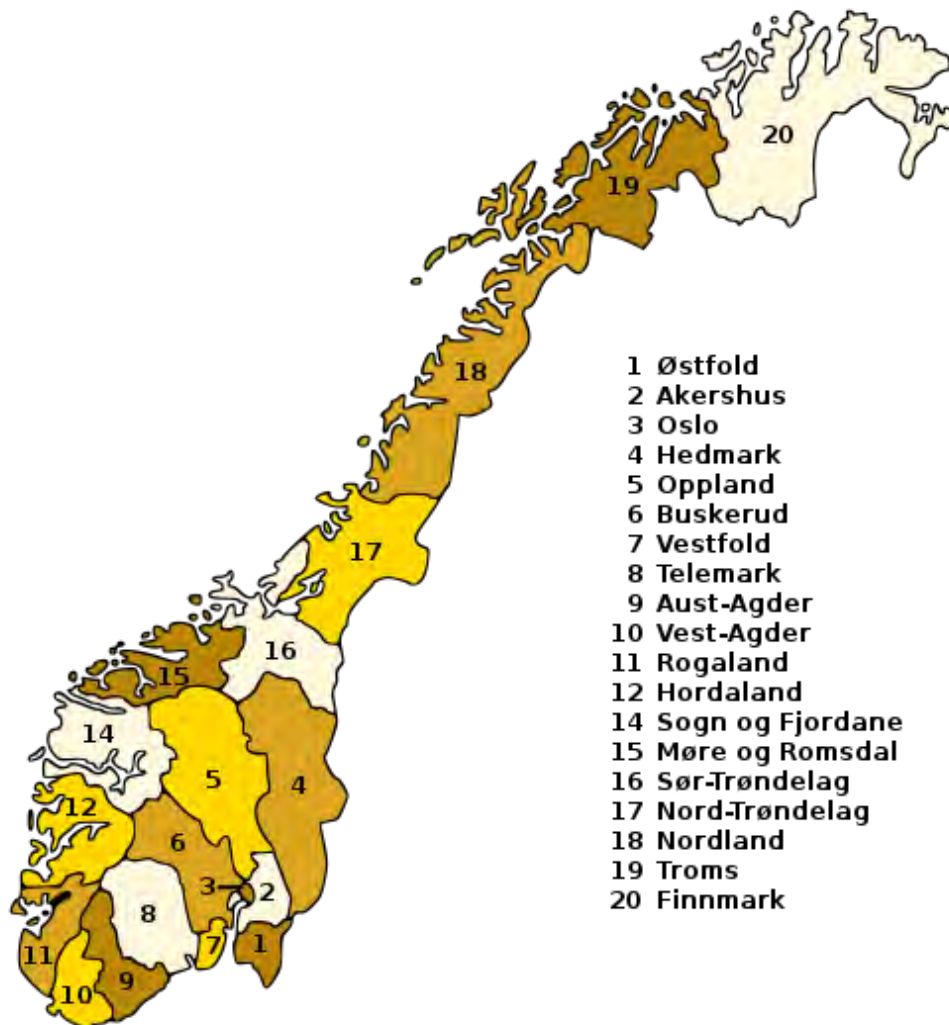 20
19
18
17
16
15
14
5
4
12
6
3
2
8
1
7
11
9
10
1 Østfold
2 Akershus
3 Oslo
4 Hedmark
5 Oppland
6 Buskerud
7 Vestfold
8 Telemark
9 Aust-Agder
10 Vest-Agder
11 Rogaland
12 Hordaland
14 Sogn og Fjordane
15 Møre og Romsdal
16 Sør-Trøndelag
17 Nord-Trøndelag
18 Nordland
19 Troms
20 Finnmark